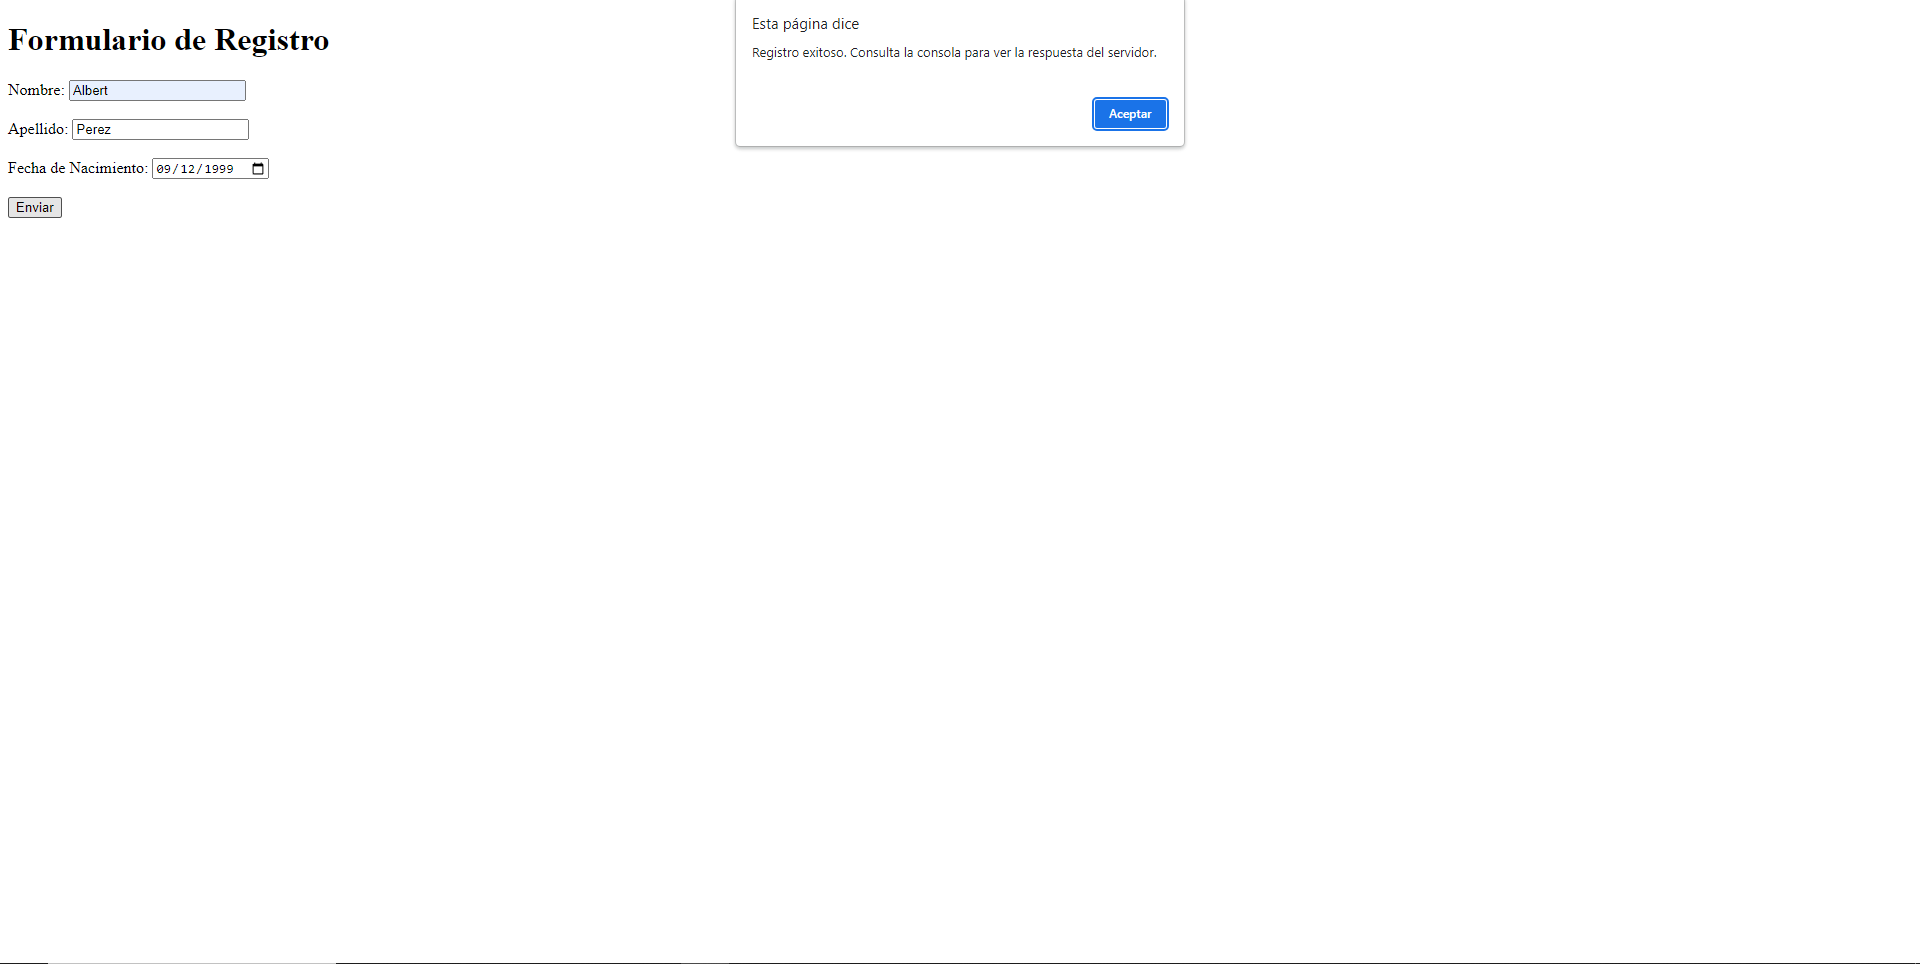 Formulario de Registro
Nombre: Albert
Apellido: Perez
Fecha de Nacimiento: 09/12/1999
Enviar
Esta página dice
Registro exitoso. Consulta la consola para ver la respuesta del servidor.
Aceptar